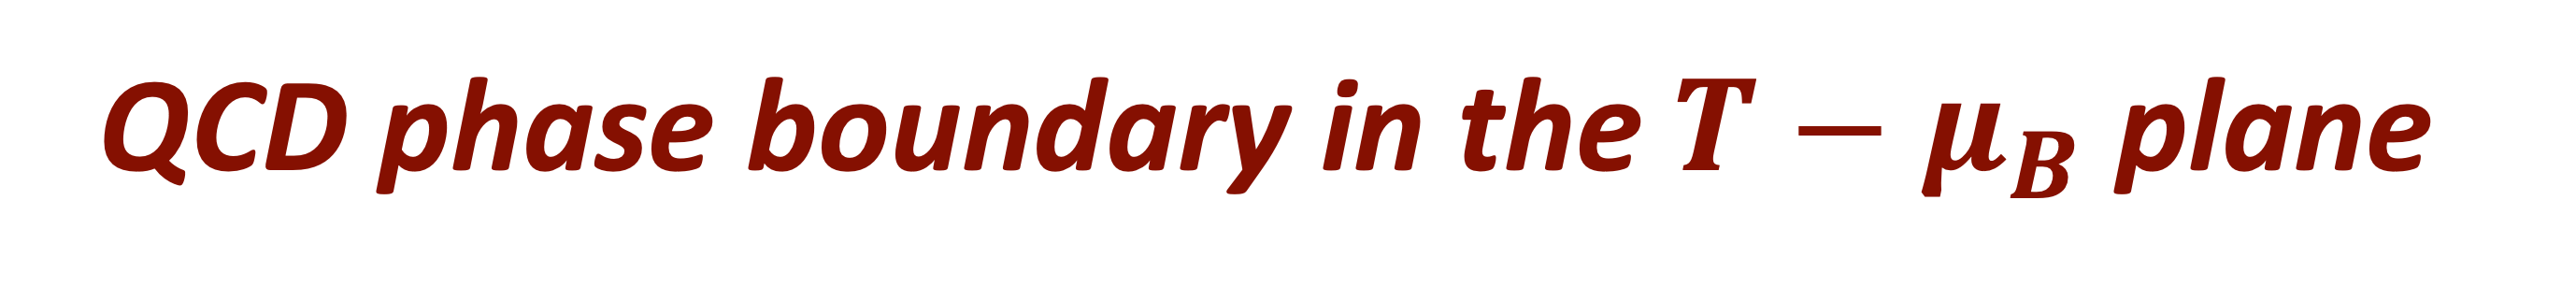 QCD phase boundary in the T − μ_B plane